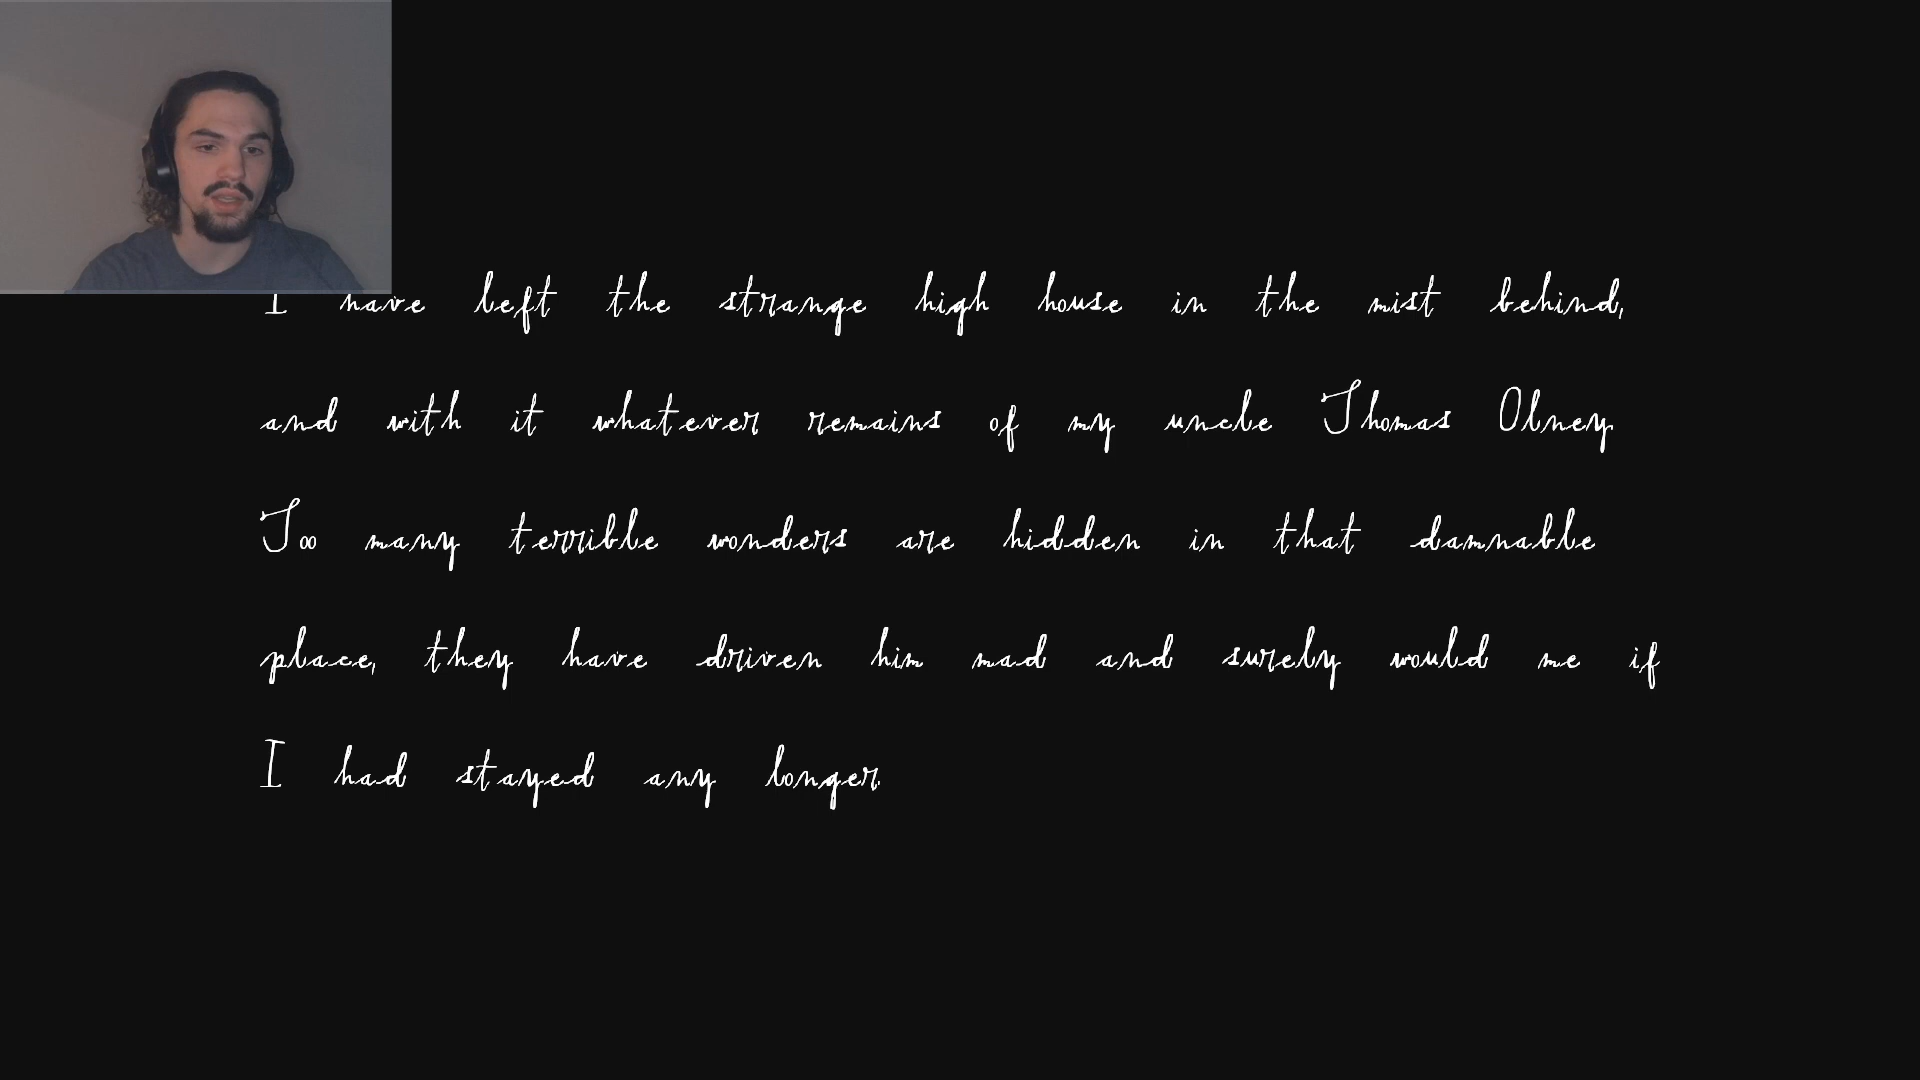 I have left the strange high house in the mist behind,
and with it whatever remains of my uncle Thomas Olney
Too many terrible wonders are hidden in that damnable
place, they have driven him mad and surely would me if
I had stayed any longer.